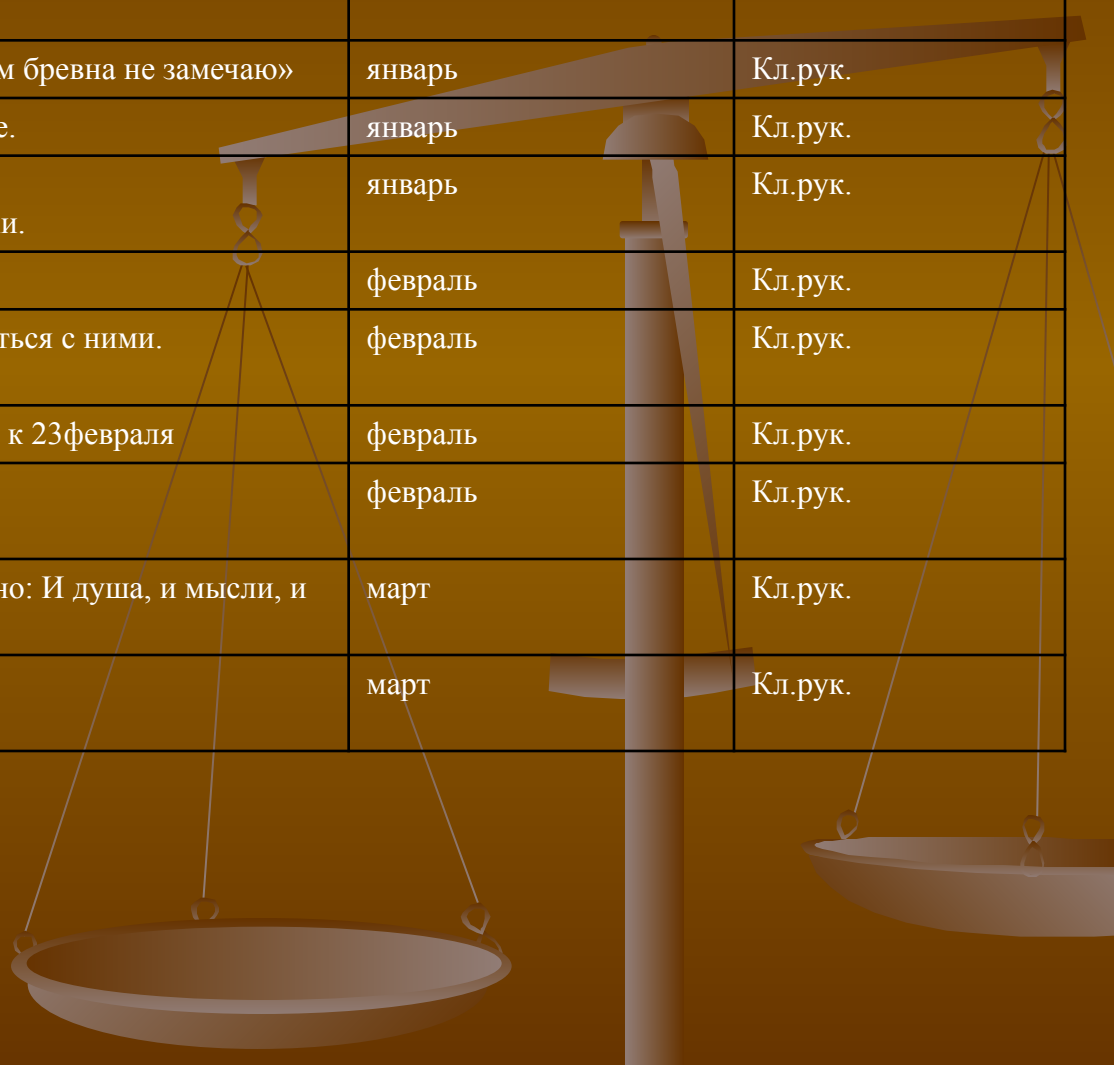 м бревна не замечаю» январь Кл.рук.
е. январь Кл.рук.
январь Кл.рук.
и.
февраль Кл.рук.
ться с ними. февраль Кл.рук.
к 23февраля февраль Кл.рук.
февраль Кл.рук.
но: И душа, и мысли, и март Кл.рук.
март Кл.рук.